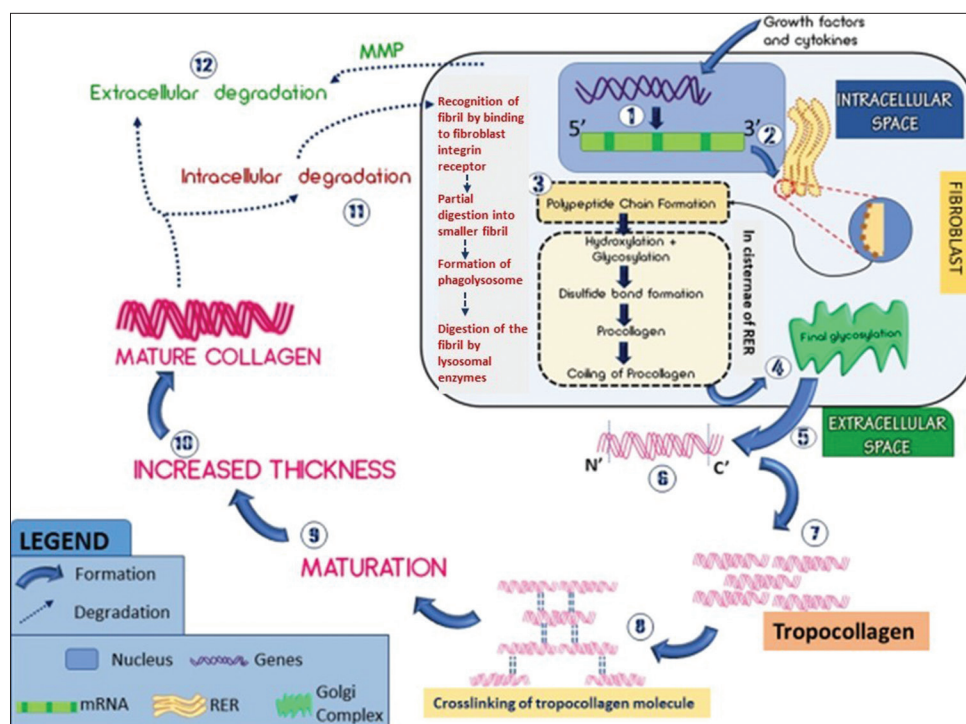 Growth factors
and cytokines
12
MMP
Extracellular degradation
Recognition of
fibril by binding
to fibroblast
integrin
receptor
Partial
digestion into
smaller fibril
Formation of
phagolysosome
Digestion of the
fibril by
lysosomal
enzymes
1
5’
3’
2
INTRACELLULAR
SPACE
FIBROBLAST
3
Polypeptide Chain Formation
Hydroxylation +
Glycosylation
Disulfide bond formation
Procollagen
Coiling of Procollagen
In cisternae of RER
Final glycosylation
4
5
EXTRACELLULAR
SPACE
Intracellular degradation
11
MATURE COLLAGEN
10
INCREASED THICKNESS
N’
C’
6
7
9
MATURATION
8
Tropocollagen
Crosslinking of tropocollagen molecule
LEGEND
Formation
Degradation
Nucleus
Genes
mRNA
RER
Golgi
Complex